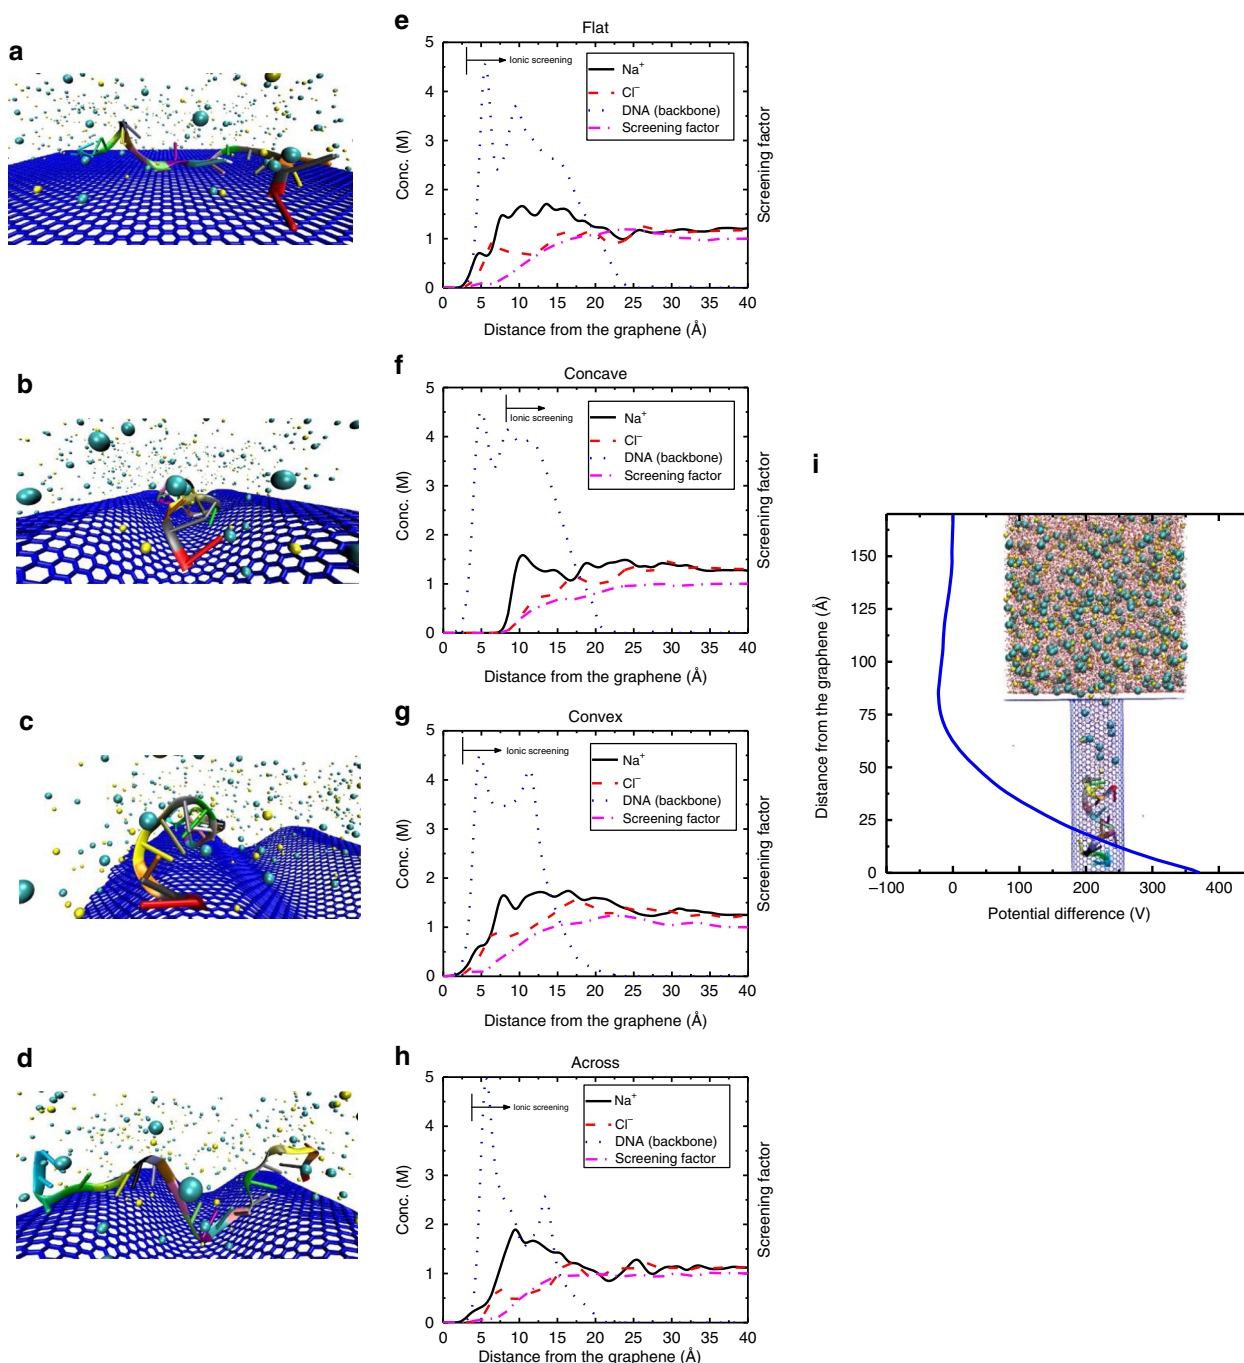 a
b
c
d
e
Flat
5
4
3
2
1
0
Conc. (M)
Ionic screening
Na+
Cl−
DNA (backbone)
Screening factor
Screening factor
0 5 10 15 20 25 30 35 40
Distance from the graphene (Å)
f
Concave
5
4
3
2
1
0
Conc. (M)
Ionic screening
Na+
Cl−
DNA (backbone)
Screening factor
Screening factor
0 5 10 15 20 25 30 35 40
Distance from the graphene (Å)
g
Convex
5
4
3
2
1
0
Conc. (M)
Ionic screening
Na+
Cl−
DNA (backbone)
Screening factor
Screening factor
0 5 10 15 20 25 30 35 40
Distance from the graphene (Å)
h
Across
5
4
3
2
1
0
Conc. (M)
Ionic screening
Na+
Cl−
DNA (backbone)
Screening factor
Screening factor
0 5 10 15 20 25 30 35 40
Distance from the graphene (Å)
i
150
125
100
75
50
25
0
Distance from the graphene (Å)
−100 0 100 200 300 400
Potential difference (V)